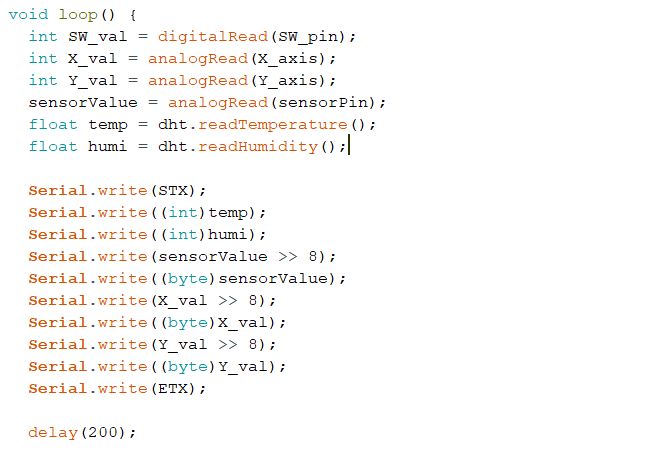 void loop() {
  int SW_val = digitalRead(SW_pin);
  int X_val = analogRead(X_axis);
  int Y_val = analogRead(Y_axis);
  sensorValue = analogRead(sensorPin);
  float temp = dht.readTemperature();
  float humi = dht.readHumidity();

  Serial.write(STX);
  Serial.write((int)temp);
  Serial.write((int)humi);
  Serial.write(sensorValue >> 8);
  Serial.write((byte)sensorValue);
  Serial.write(X_val >> 8);
  Serial.write((byte)X_val);
  Serial.write(Y_val >> 8);
  Serial.write((byte)Y_val);
  Serial.write(ETX);

  delay(200);